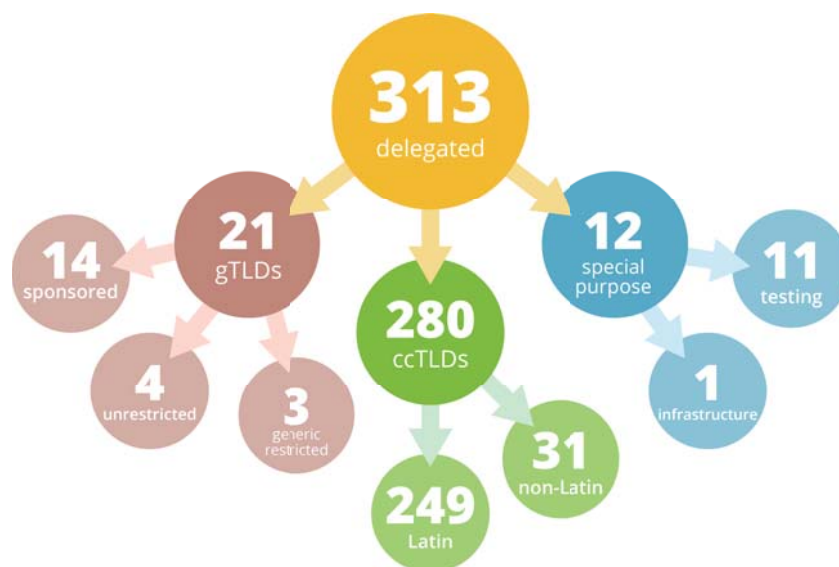 313
delegated
21
gTLDs
12
special
purpose
14
sponsored
11
testing
280
ccTLDs
4
unrestricted
3
generic
restricted
1
infrastructure
31
non-Latin
249
Latin